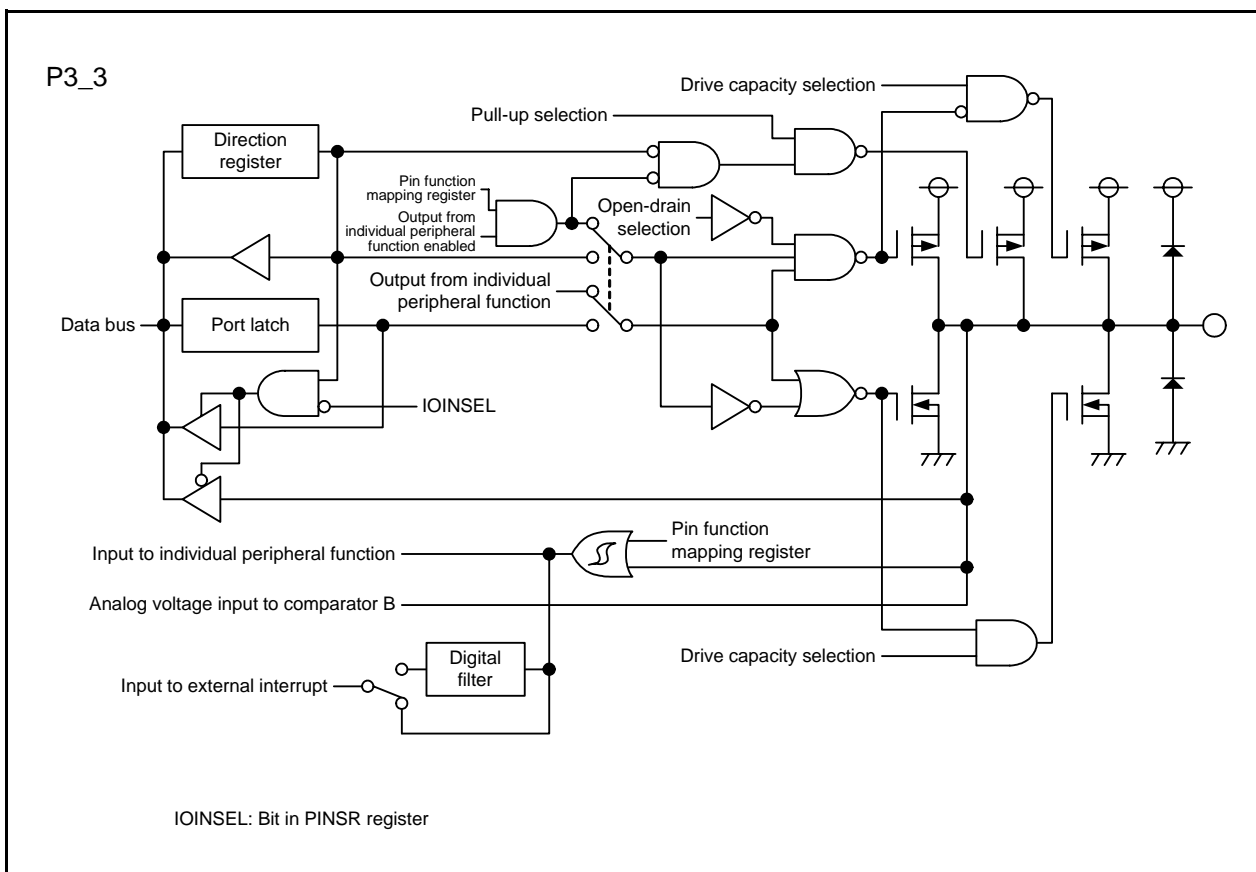 P3_3
Drive capacity selection
Pull-up selection
Direction
register
Pin function
mapping register
Output from
individual peripheral
function enabled
Open-drain
selection
Output from individual
peripheral function
Data bus
Port latch
IOINSEL
Pin function
mapping register
Input to individual peripheral function
Analog voltage input to comparator B
Digital
filter
Drive capacity selection
Input to external interrupt
IOINSEL: Bit in PINSR register